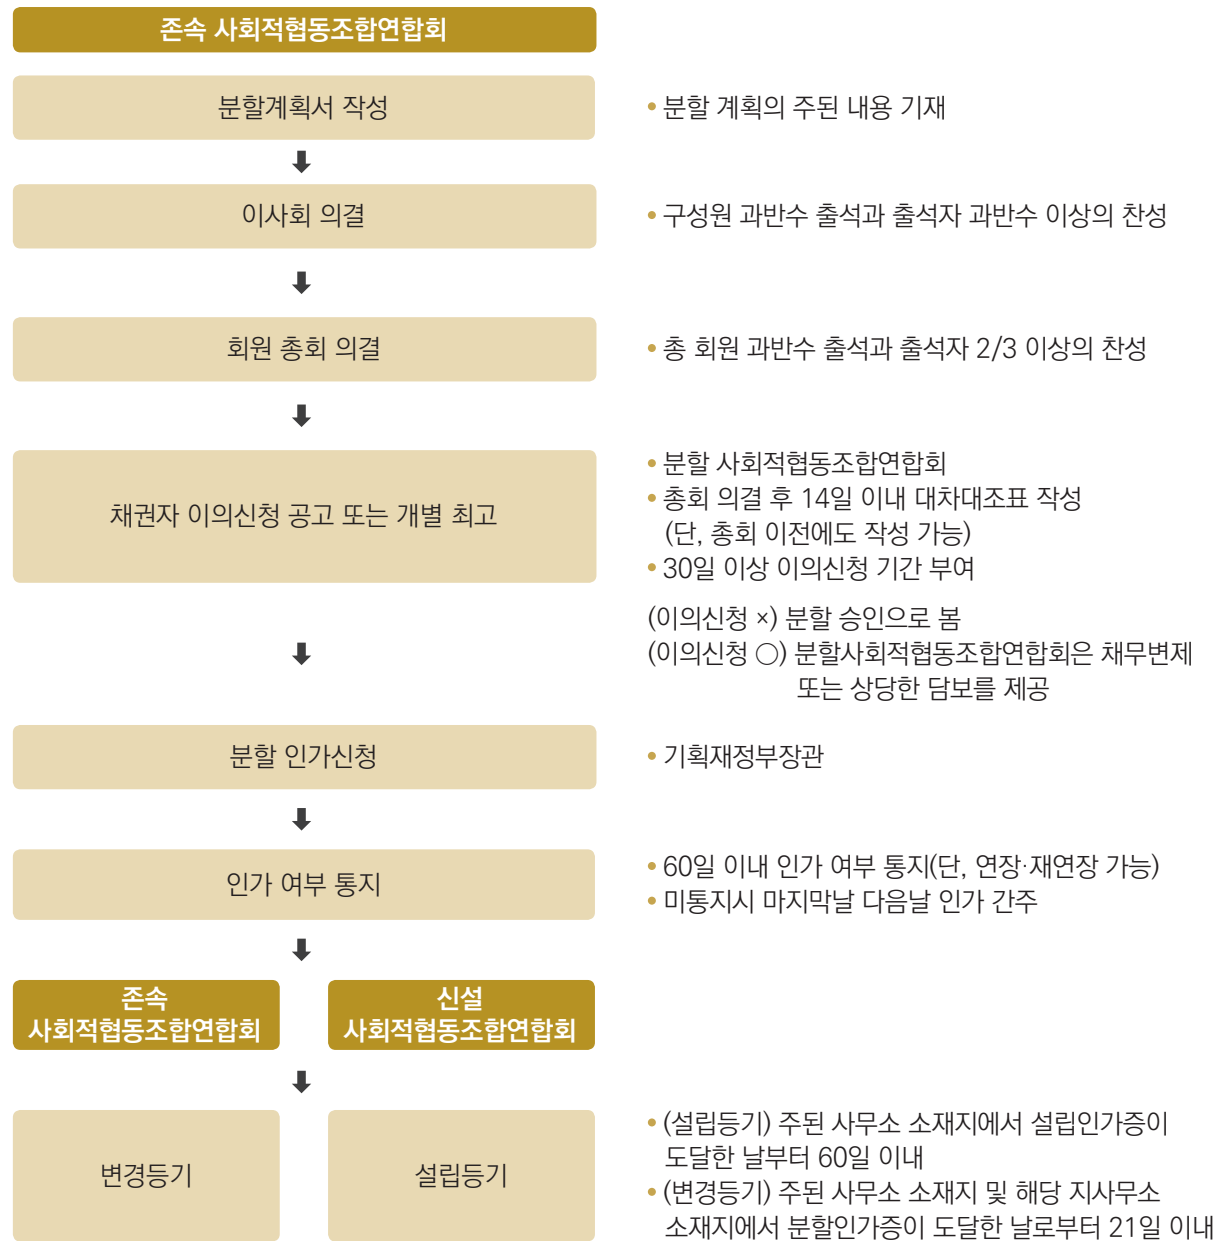 존속 사회적협동조합연합회
분할계획서 작성
• 분할 계획의 주된 내용 기재
이사회 의결
• 구성원 과반수 출석과 출석자 과반수 이상의 찬성
회원 총회 의결
• 총 회원 과반수 출석과 출석자 2/3 이상의 찬성
채권자 이의신청 공고 또는 개별 최고
• 분할 사회적협동조합연합회
• 총회 의결 후 14일 이내 대차대조표 작성
(단, 총회 이전에도 작성 가능)
• 30일 이상 이의신청 기간 부여
(이의신청 ×) 분할 승인으로 봄
(이의신청 ○) 분할사회적협동조합연합회은 채무변제
또는 상당한 담보를 제공
분할 인가신청
• 기획재정부장관
인가 여부 통지
• 60일 이내 인가 여부 통지(단, 연장·재연장 가능)
• 미통지시 마지막날 다음날 인가 간주
존속
사회적협동조합연합회
신설
사회적협동조합연합회
변경등기
설립등기
• (설립등기) 주된 사무소 소재지에서 설립인가증이
도달한 날부터 60일 이내
• (변경등기) 주된 사무소 소재지 및 해당 지사무소
소재지에서 분할인가증이 도달한 날로부터 21일 이내